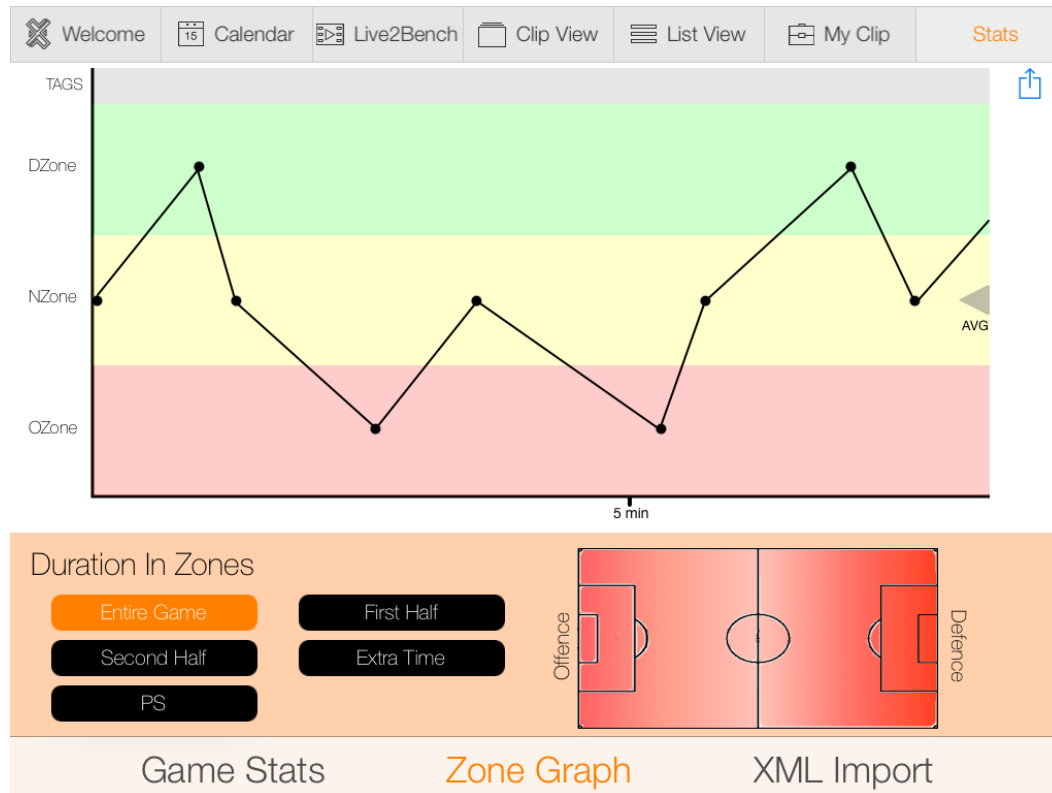 Welcome
15
Calendar
Live2Bench
Clip View
List View
My Clip
Stats
TAGS
DZone
NZone
AVG
OZone
5 min
Duration In Zones
Entire Game
First Half
Second Half
Extra Time
PS
Offence
Defence
Game Stats
Zone Graph
XML Import